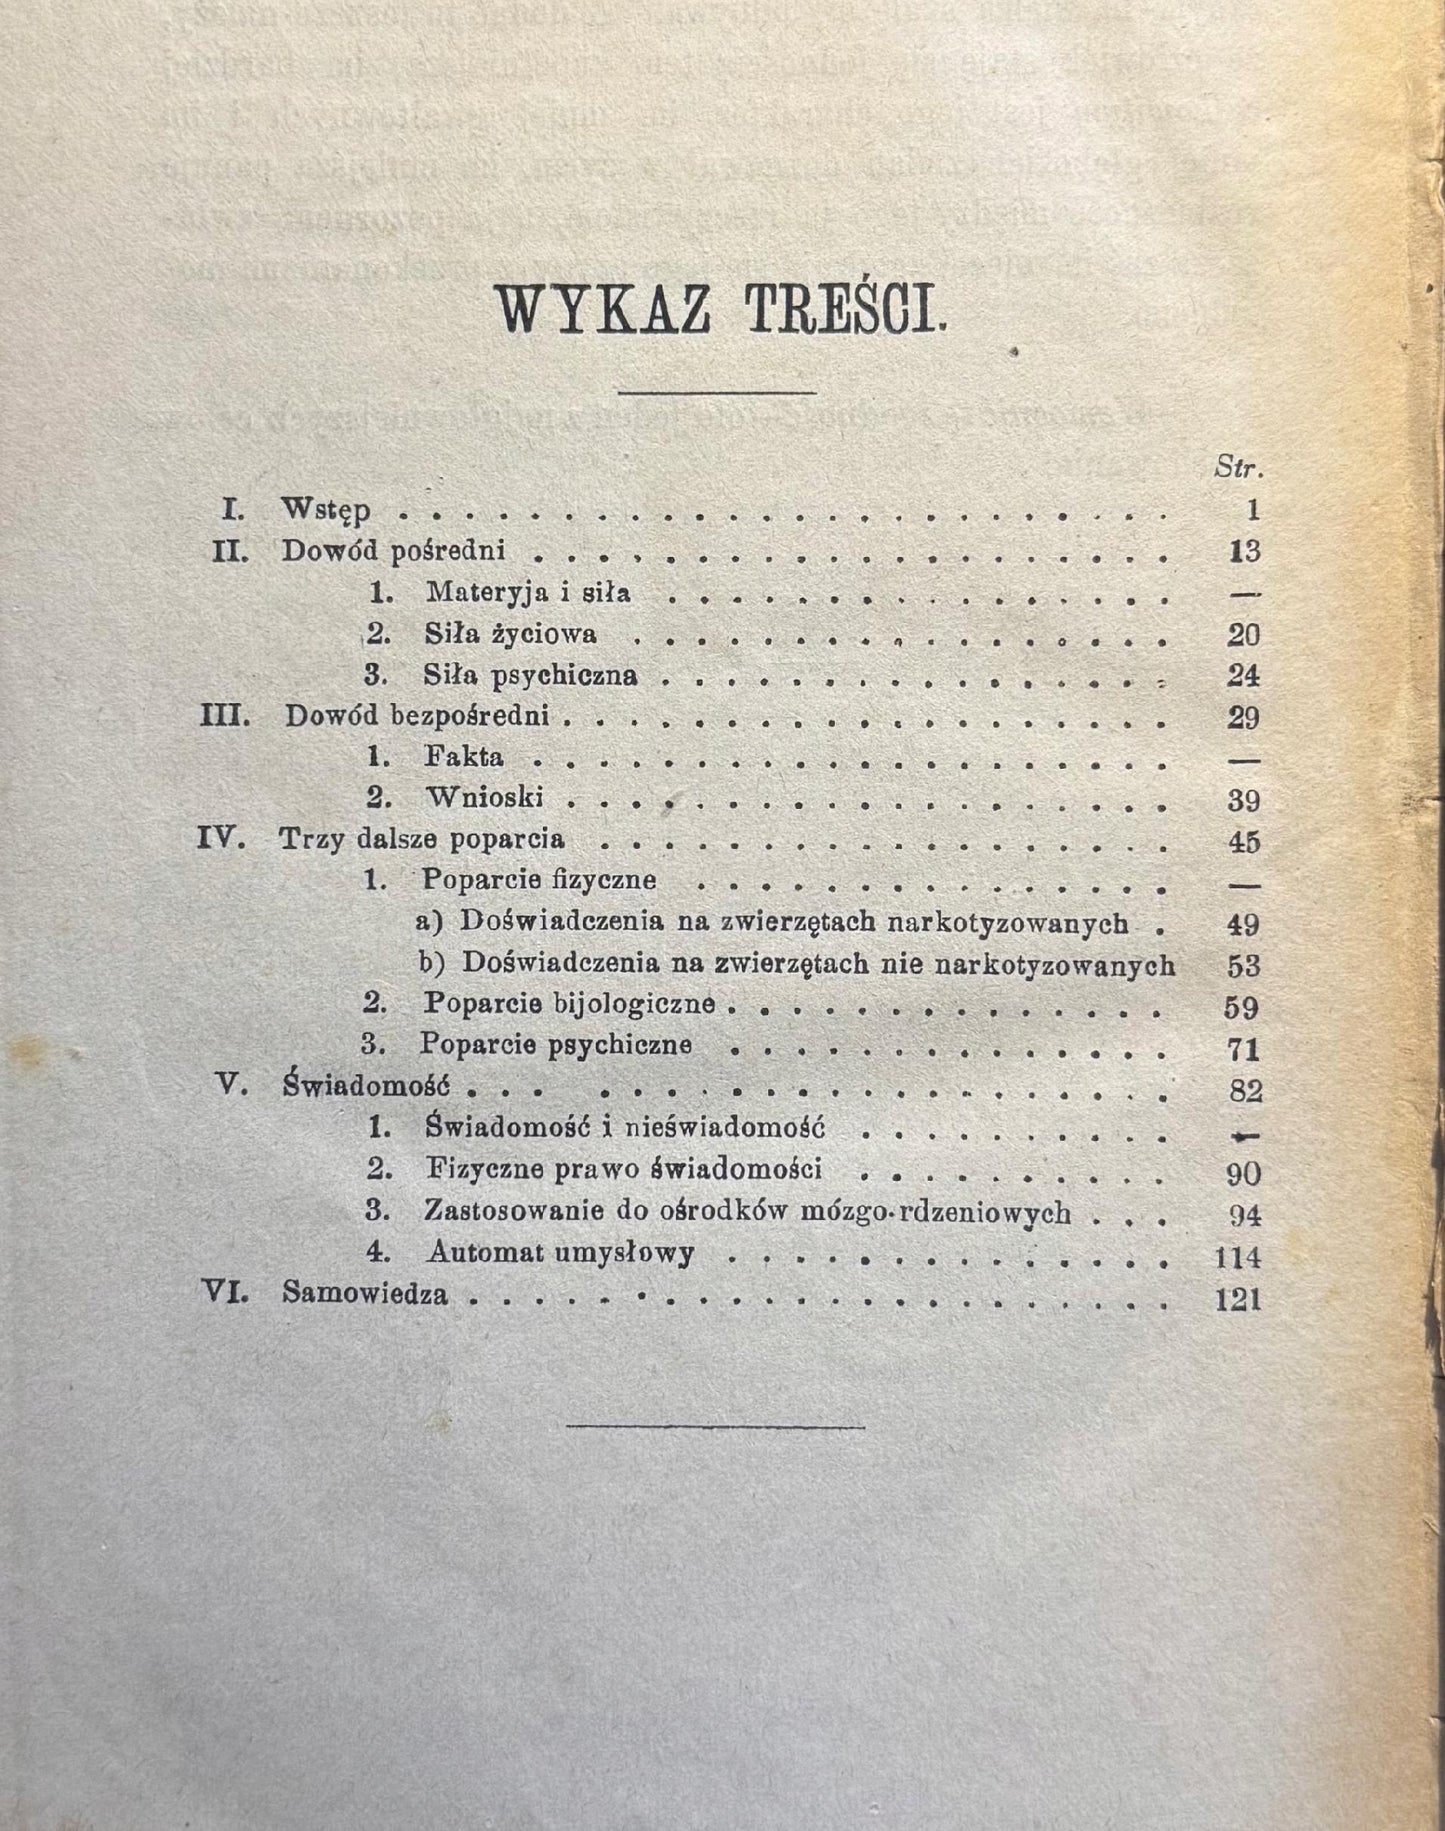 WYKAZ TREŚCI.
Str.
I. Wstęp . . . . . . . . . . . . . . . . . . . . . . . . 1
II. Dowód pośredni . . . . . . . . . . . . . . . . . . . . 13
1. Materyja i siła . . . . . . . . . . . . . . . . —
2. Siła życiowa . . . . . . . . . . . . . . . . . 20
3. Siła psychiczna . . . . . . . . . . . . . . . . 24
III. Dowód bezpośredni . . . . . . . . . . . . . . . . . . . 29
1. Fakta . . . . . . . . . . . . . . . . . . . . —
2. Wnioski . . . . . . . . . . . . . . . . . . . 39
IV. Trzy dalsze poparcia . . . . . . . . . . . . . . . . . . 45
1. Poparcie fizyczne . . . . . . . . . . . . . . . —
a) Doświadczenia na zwierzętach narkotyzowanych . 49
b) Doświadczenia na zwierzętach nie narkotyzowanych 53
2. Poparcie bijologiczne . . . . . . . . . . . . . . 59
3. Poparcie psychiczne . . . . . . . . . . . . . . 71
V. Świadomość . . . . . . . . . . . . . . . . . . . . . 82
1. Świadomość i nieświadomość . . . . . . . . . . —
2. Fizyczne prawo świadomości . . . . . . . . . . 90
3. Zastosowanie do ośrodków mózgo-rdzeniowych . . . 94
4. Automat umysłowy . . . . . . . . . . . . . . 114
VI. Samowiedza . . . . . . . . . . . . . . . . . . . . . . 121